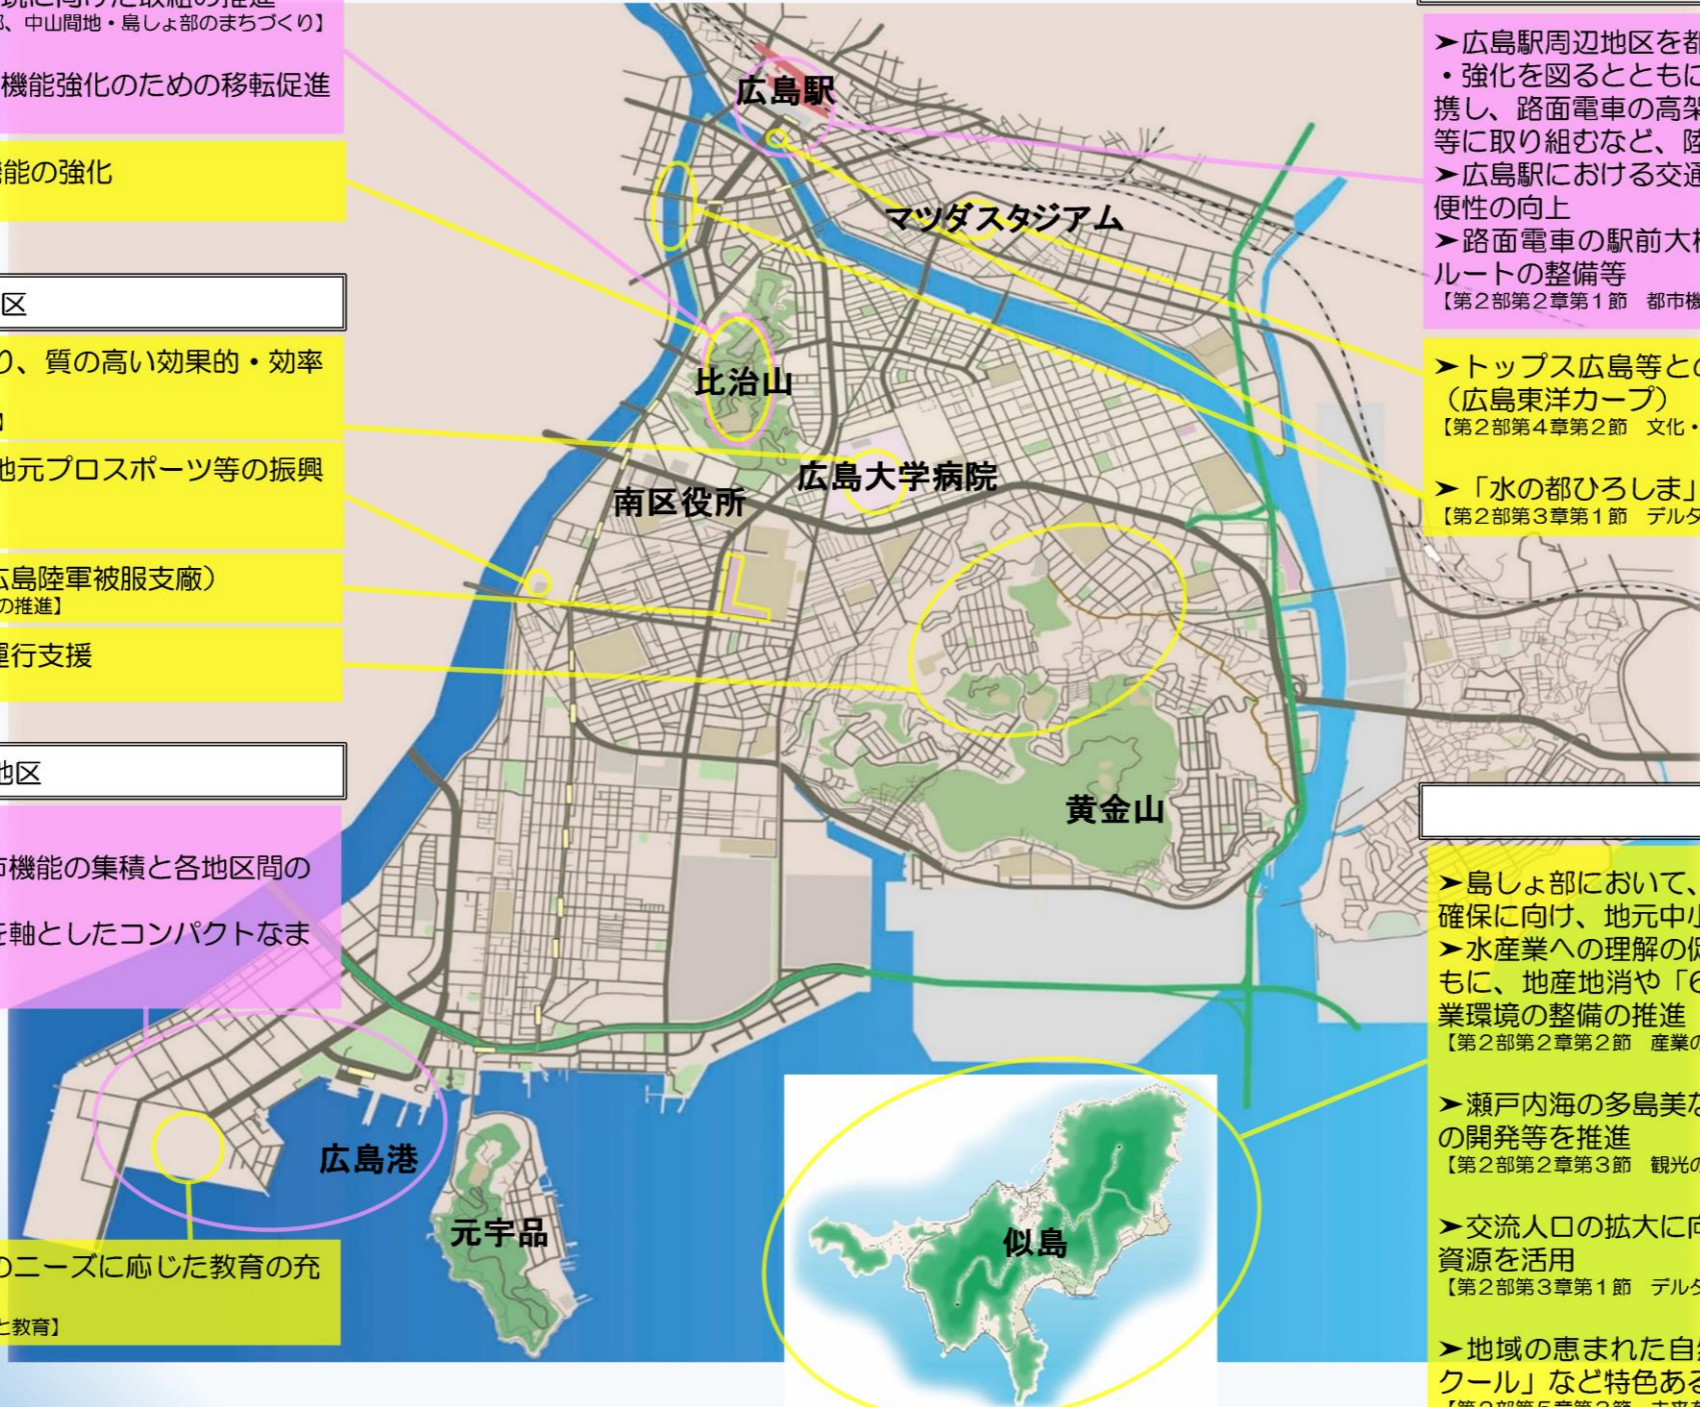 現に向けた取組の推進
部、中山間地・島しょ部のまちづくり】
機能強化のための移転促進
機能の強化
区
り、質の高い効果的・効率
】
地元プロスポーツ等の振興
広島陸軍被服支廠）
の推進】
運行支援
地区
市機能の集積と各地区間の
を軸としたコンパクトなま
のニーズに応じた教育の充
と教育】
広島駅
マツダスタジアム
比治山
広島大学病院
南区役所
黄金山
広島港
元宇品
似島
➤広島駅周辺地区を都
・強化を図るとともに
携し、路面電車の高架
等に取り組むなど、陸
➤広島駅における交通
便性の向上
➤路面電車の駅前大橋
ルートの整備等
【第２部第２章第１節　都市機
➤トップス広島等との
（広島東洋カープ）
【第２部第４章第２節　文化・
➤「水の都ひろしま」
【第２部第３章第１節　デルタ
➤島しょ部において、
確保に向け、地元中小
➤水産業への理解の促
もに、地産地消や「６
業環境の整備の推進
【第２部第２章第２節　産業の
➤瀬戸内海の多島美な
の開発等を推進
【第２部第２章第３節　観光の
➤交流人口の拡大に向
資源を活用
【第２部第３章第１節　デルタ
➤地域の恵まれた自然
クール」など特色ある